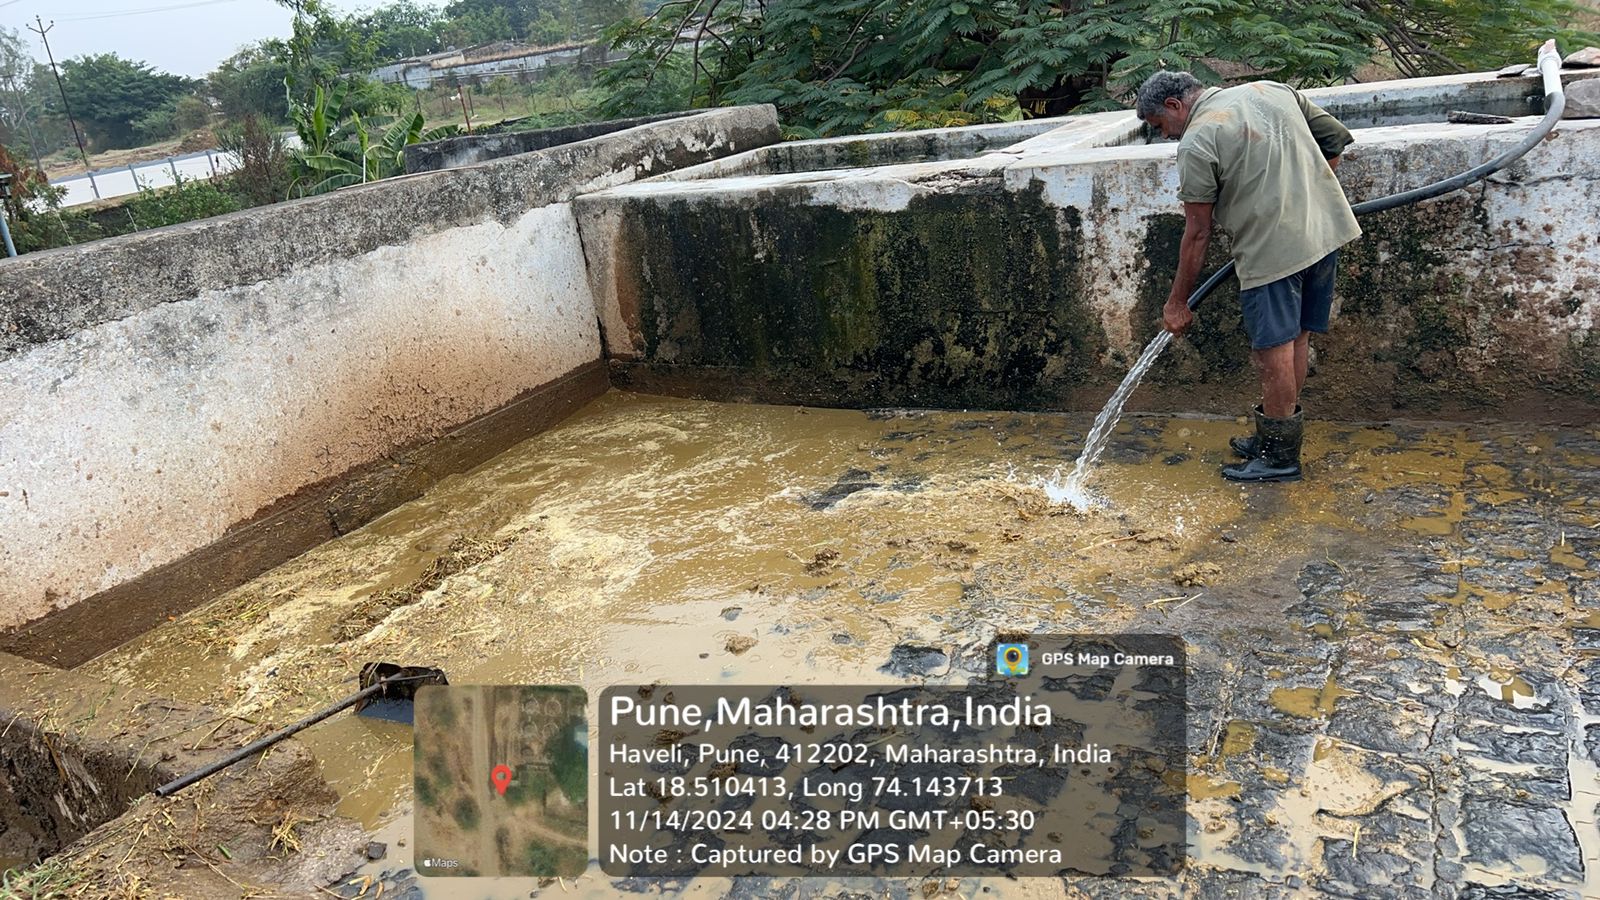 GPS Map Camera
Pune,Maharashtra,India
Haveli, Pune, 412202, Maharashtra, India
Lat 18.510413, Long 74.143713
11/14/2024 04:28 PM GMT+05:30
Note : Captured by GPS Map Camera
Maps